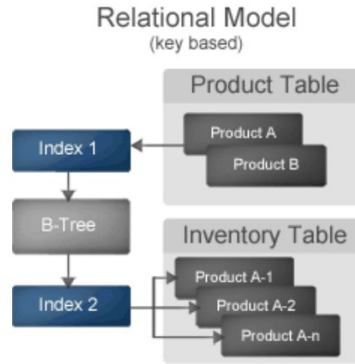 Relational Model
(key based)
Product Table
Product A
Product B
Index 1
B-Tree
Index 2
Inventory Table
Product A-1
Product A-2
Product A-n